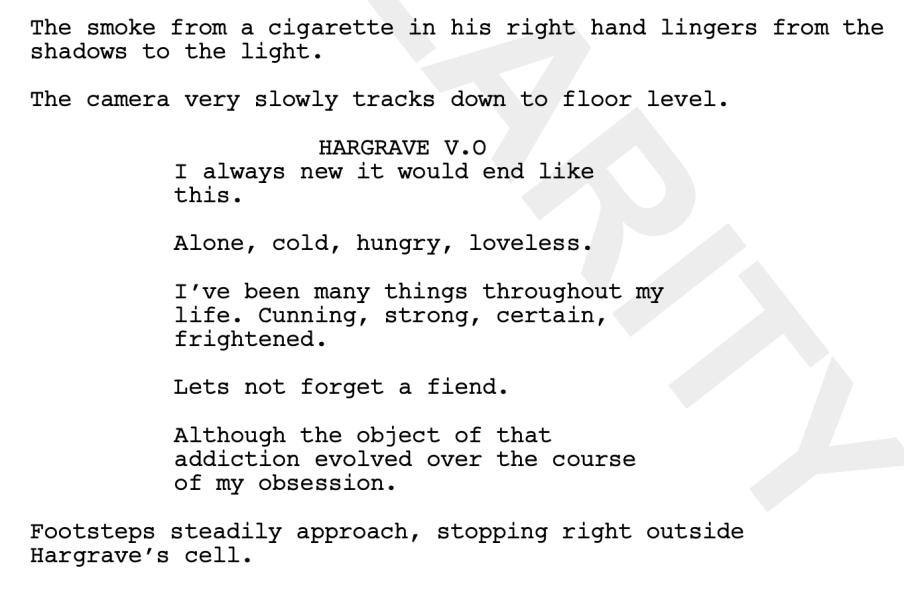 The smoke from a cigarette in his right hand lingers from the
shadows to the light.
The camera very slowly tracks down to floor level.
HARGRAVE V.O
I always new it would end like
this.
Alone, cold, hungry, loveless.
I've been many things throughout my
life. Cunning, strong, certain,
frightened.
Lets not forget a fiend.
Although the object of that
addiction evolved over the course
of my obsession.
Footsteps steadily approach, stopping right outside
Hargrave's cell.
LARITY